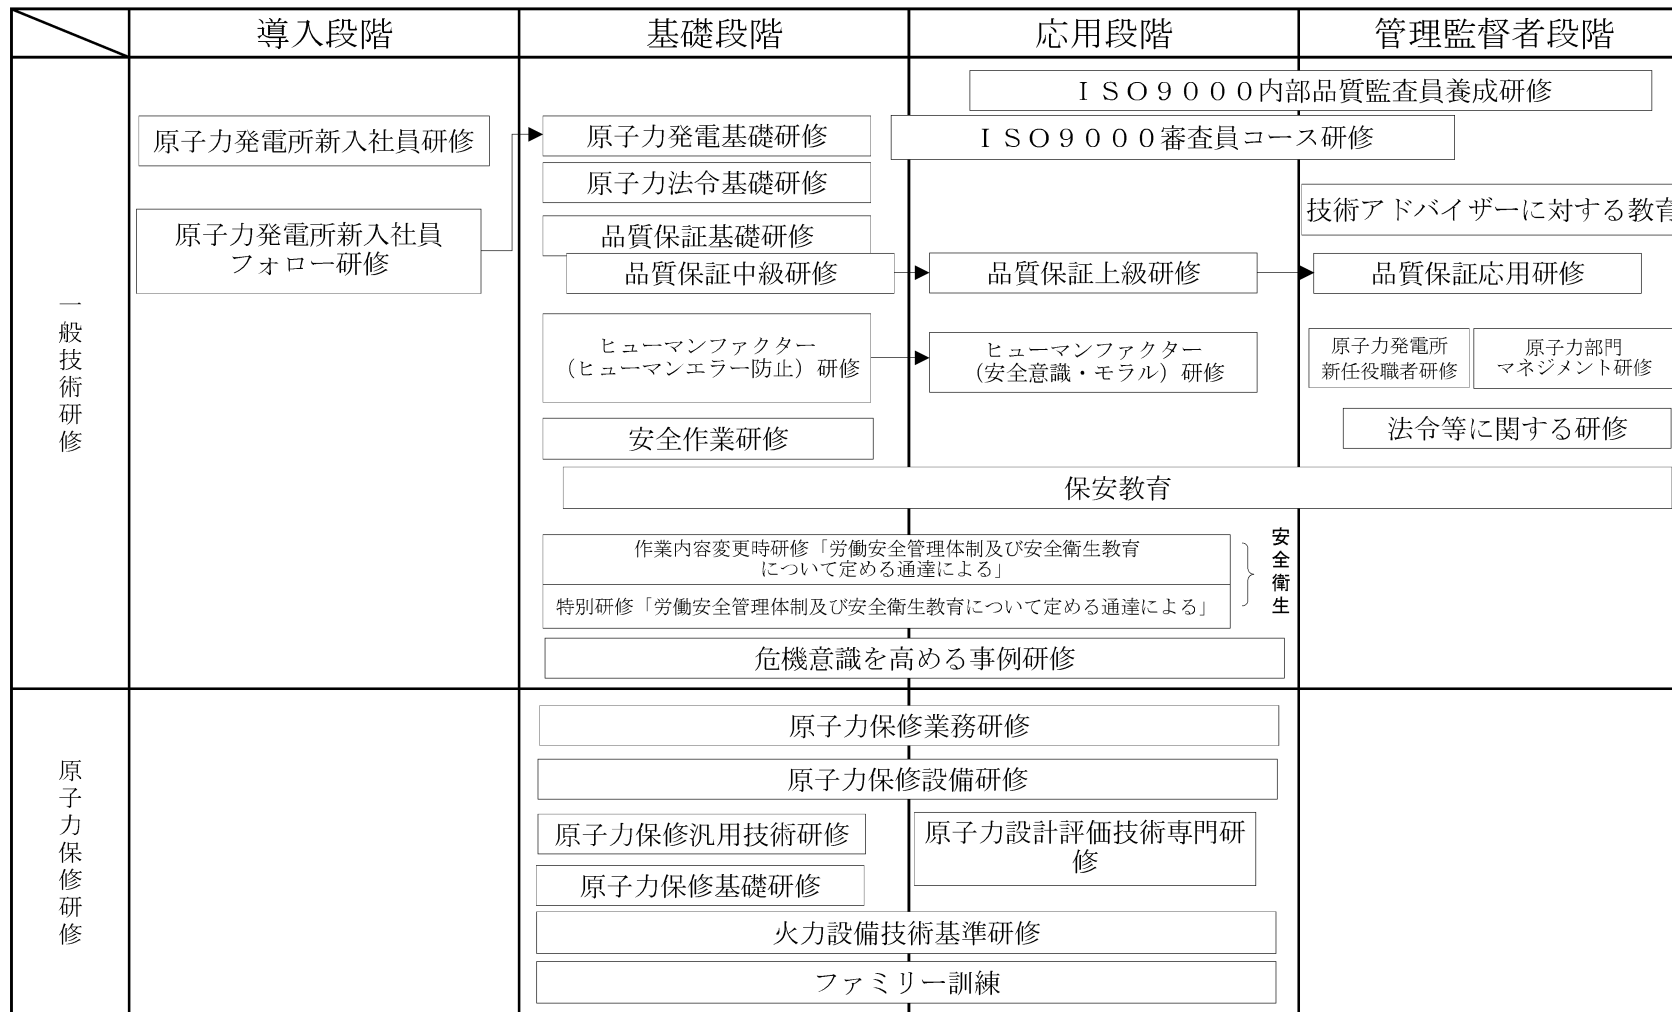 導入段階
基礎段階
応用段階
管理監督者段階
一般技術研修
ＩＳＯ９０００内部品質監査員養成研修
原子力発電所新入社員研修
原子力発電基礎研修
ＩＳＯ９０００審査員コース研修
原子力法令基礎研修
技術アドバイザーに対する教育
原子力発電所新入社員
フォロー研修
品質保証基礎研修
品質保証中級研修
品質保証上級研修
品質保証応用研修
ヒューマンファクター
（ヒューマンエラー防止）研修
ヒューマンファクター
（安全意識・モラル）研修
原子力発電所
新任役職者研修
原子力部門
マネジメント研修
安全作業研修
法令等に関する研修
保安教育
作業内容変更時研修「労働安全管理体制及び安全衛生教育
について定める通達による」
特別研修「労働安全管理体制及び安全衛生教育について定める通達による」
安全衛生
危機意識を高める事例研修
原子力保修研修
原子力保修業務研修
原子力保修設備研修
原子力保修汎用技術研修
原子力設計評価技術専門研
修
原子力保修基礎研修
火力設備技術基準研修
ファミリー訓練